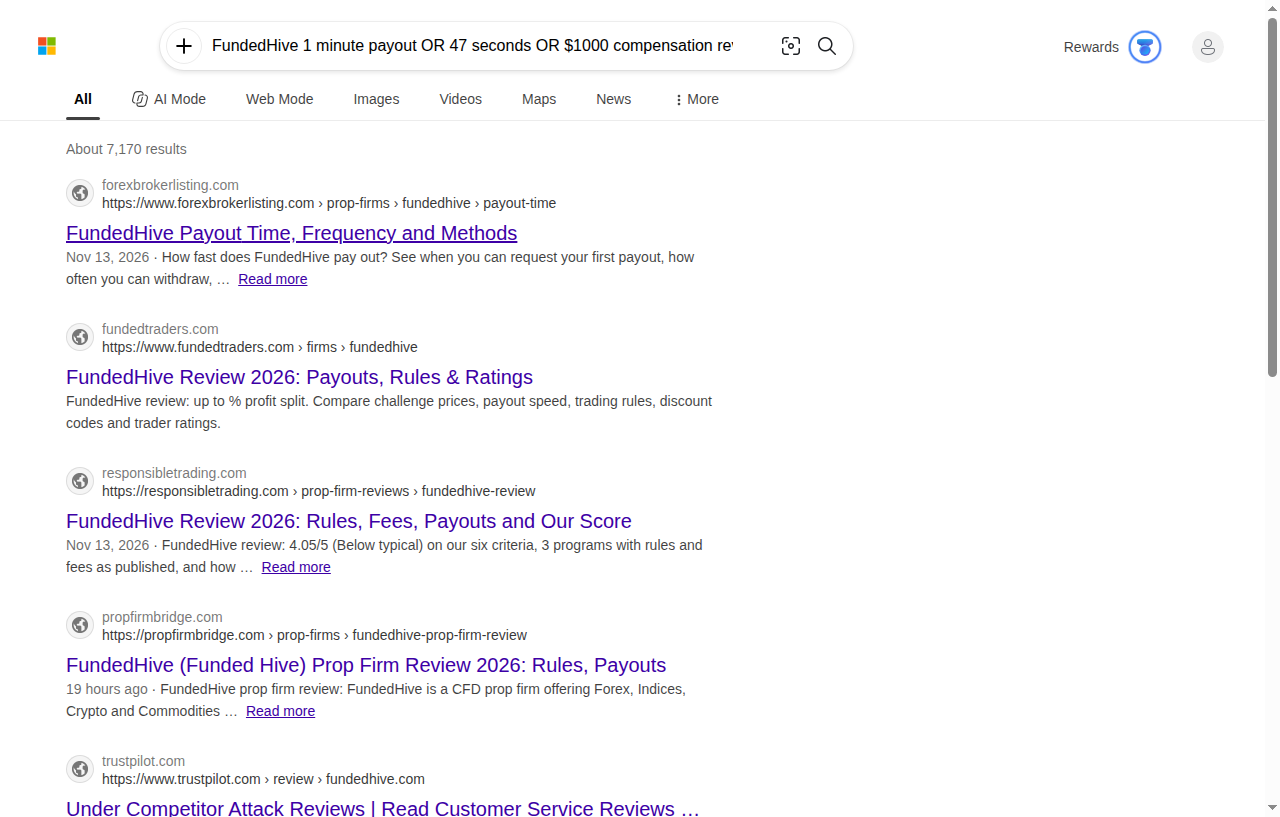 FundedHive 1 minute payout OR 47 seconds OR $1000 compensation re
Rewards
All
AI Mode
Web Mode
Images
Videos
Maps
News
More
About 7,170 results
forexbrokerlisting.com
https://www.forexbrokerlisting.com › prop-firms › fundedhive › payout-time
FundedHive Payout Time, Frequency and Methods
Nov 13, 2026 · How fast does FundedHive pay out? See when you can request your first payout, how
often you can withdraw, … Read more
fundedtraders.com
https://www.fundedtraders.com › firms › fundedhive
FundedHive Review 2026: Payouts, Rules & Ratings
FundedHive review: up to % profit split. Compare challenge prices, payout speed, trading rules, discount
codes and trader ratings.
responsibletrading.com
https://responsibletrading.com › prop-firm-reviews › fundedhive-review
FundedHive Review 2026: Rules, Fees, Payouts and Our Score
Nov 13, 2026 · FundedHive review: 4.05/5 (Below typical) on our six criteria, 3 programs with rules and
fees as published, and how … Read more
propfirmbridge.com
https://propfirmbridge.com › prop-firms › fundedhive-prop-firm-review
FundedHive (Funded Hive) Prop Firm Review 2026: Rules, Payouts
19 hours ago · FundedHive prop firm review: FundedHive is a CFD prop firm offering Forex, Indices,
Crypto and Commodities … Read more
trustpilot.com
https://www.trustpilot.com › review › fundedhive.com
Under Competitor Attack Reviews | Read Customer Service Reviews …